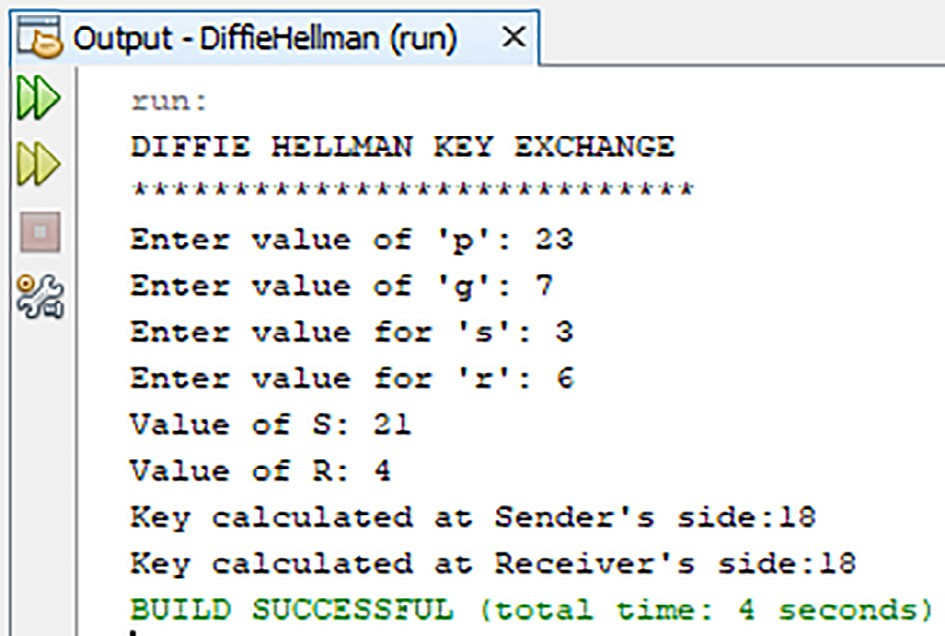 Output - DiffieHellman (run)
run:
DIFFIE HELLMAN KEY EXCHANGE
****************************
Enter value of 'p': 23
Enter value of 'g': 7
Enter value for 's': 3
Enter value for 'r': 6
Value of S: 21
Value of R: 4
Key calculated at Sender's side:18
Key calculated at Receiver's side:18
BUILD SUCCESSFUL (total time: 4 seconds)